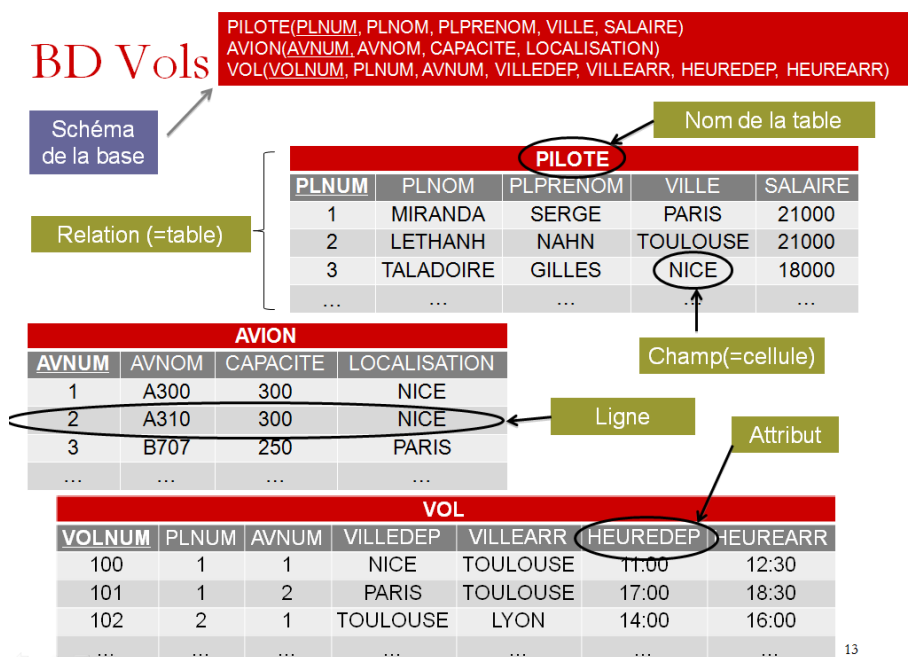 BD Vols
PILOTE(PLNUM, PLNOM, PLPRENOM, VILLE, SALAIRE)
AVION(AVNUM, AVNOM, CAPACITE, LOCALISATION)
VOL(VOLNUM, PLNUM, AVNUM, VILLEDEP, VILLEARR, HEUREDEP, HEUREARR)
Schéma
de la base
Nom de la table
Relation (=table)
PILOTE
PLNUM PLNOM PLPRENOM VILLE SALAIRE
1 MIRANDA SERGE PARIS 21000
2 LETHANH NAHN TOULOUSE 21000
3 TALADOIRE GILLES NICE 18000
... ... ... ... ...
Champ(=cellule)
AVION
AVNUM AVNOM CAPACITE LOCALISATION
1 A300 300 NICE
2 A310 300 NICE
3 B707 250 PARIS
... ... ... ...
Ligne
Attribut
VOL
VOLNUM PLNUM AVNUM VILLEDEP VILLEARR HEUREDEP HEUREARR
100 1 1 NICE TOULOUSE 11:00 12:30
101 1 2 PARIS TOULOUSE 17:00 18:30
102 2 1 TOULOUSE LYON 14:00 16:00
... ... ... ... ... ... ...
13